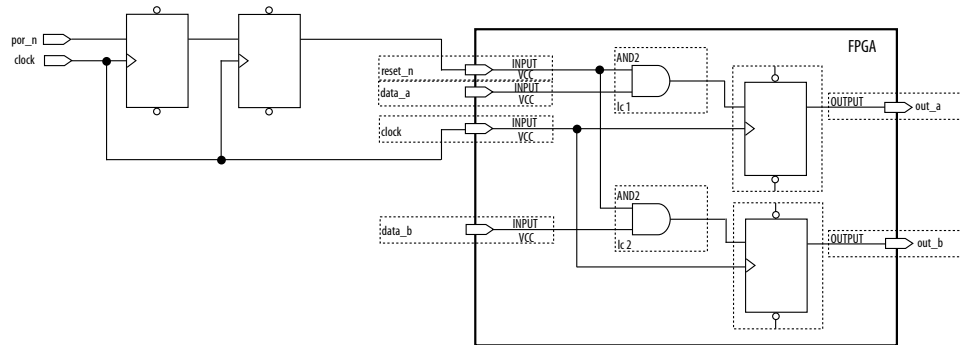 FPGA
por_n
clock
reset_n
INPUT
VCC
AND2
data_a
INPUT
VCC
lc 1
OUTPUT
out_a
clock
INPUT
VCC
AND2
data_b
INPUT
VCC
lc 2
OUTPUT
out_b